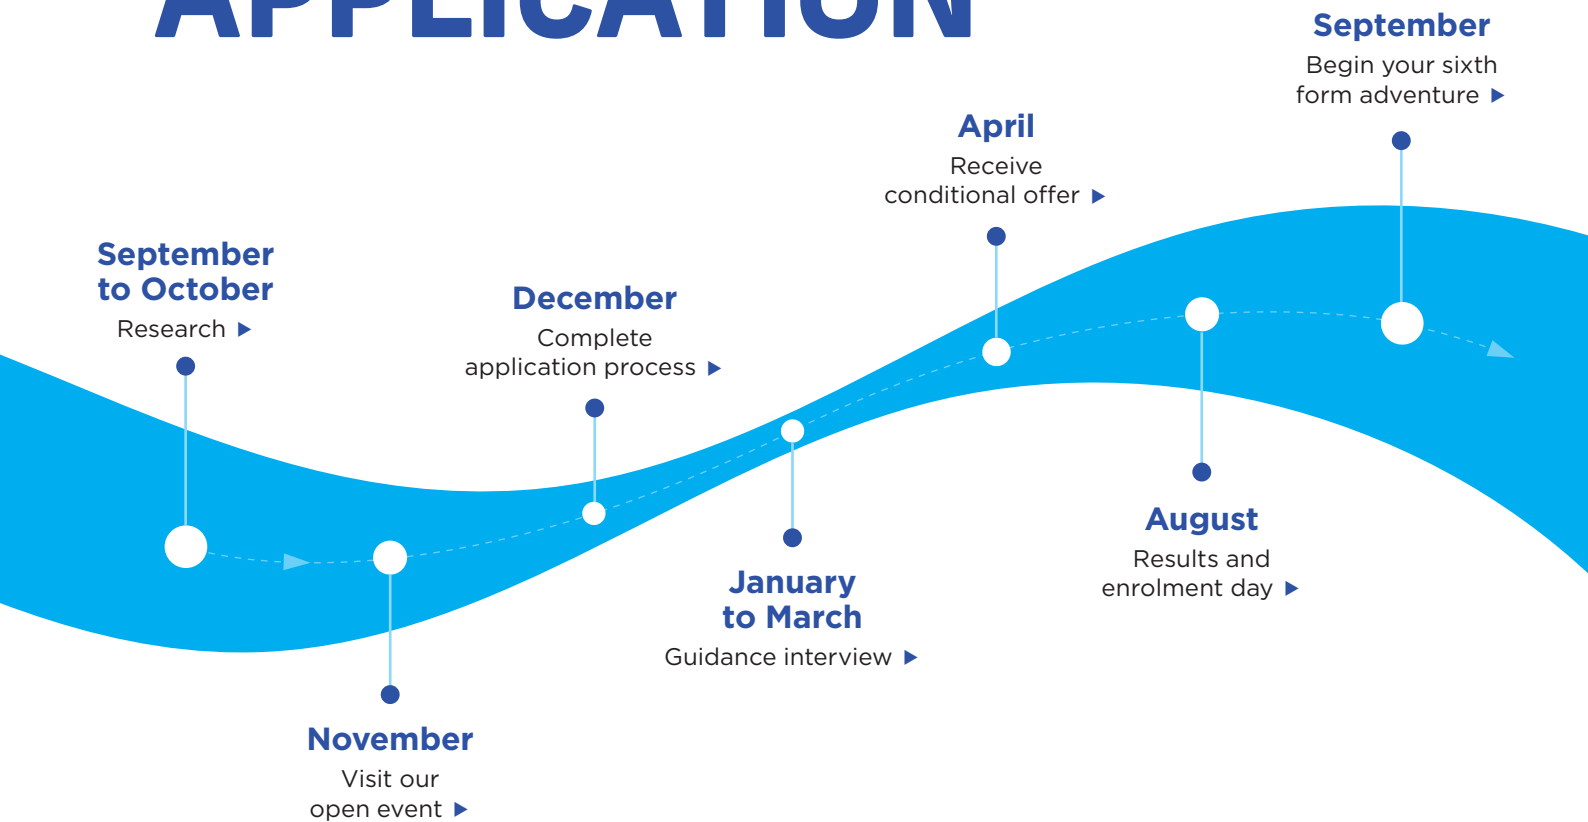 APPLICATION
September
to October
Research
November
Visit our
open event
December
Complete
application process
January
to March
Guidance interview
April
Receive
conditional offer
August
Results and
enrolment day
September
Begin your sixth
form adventure